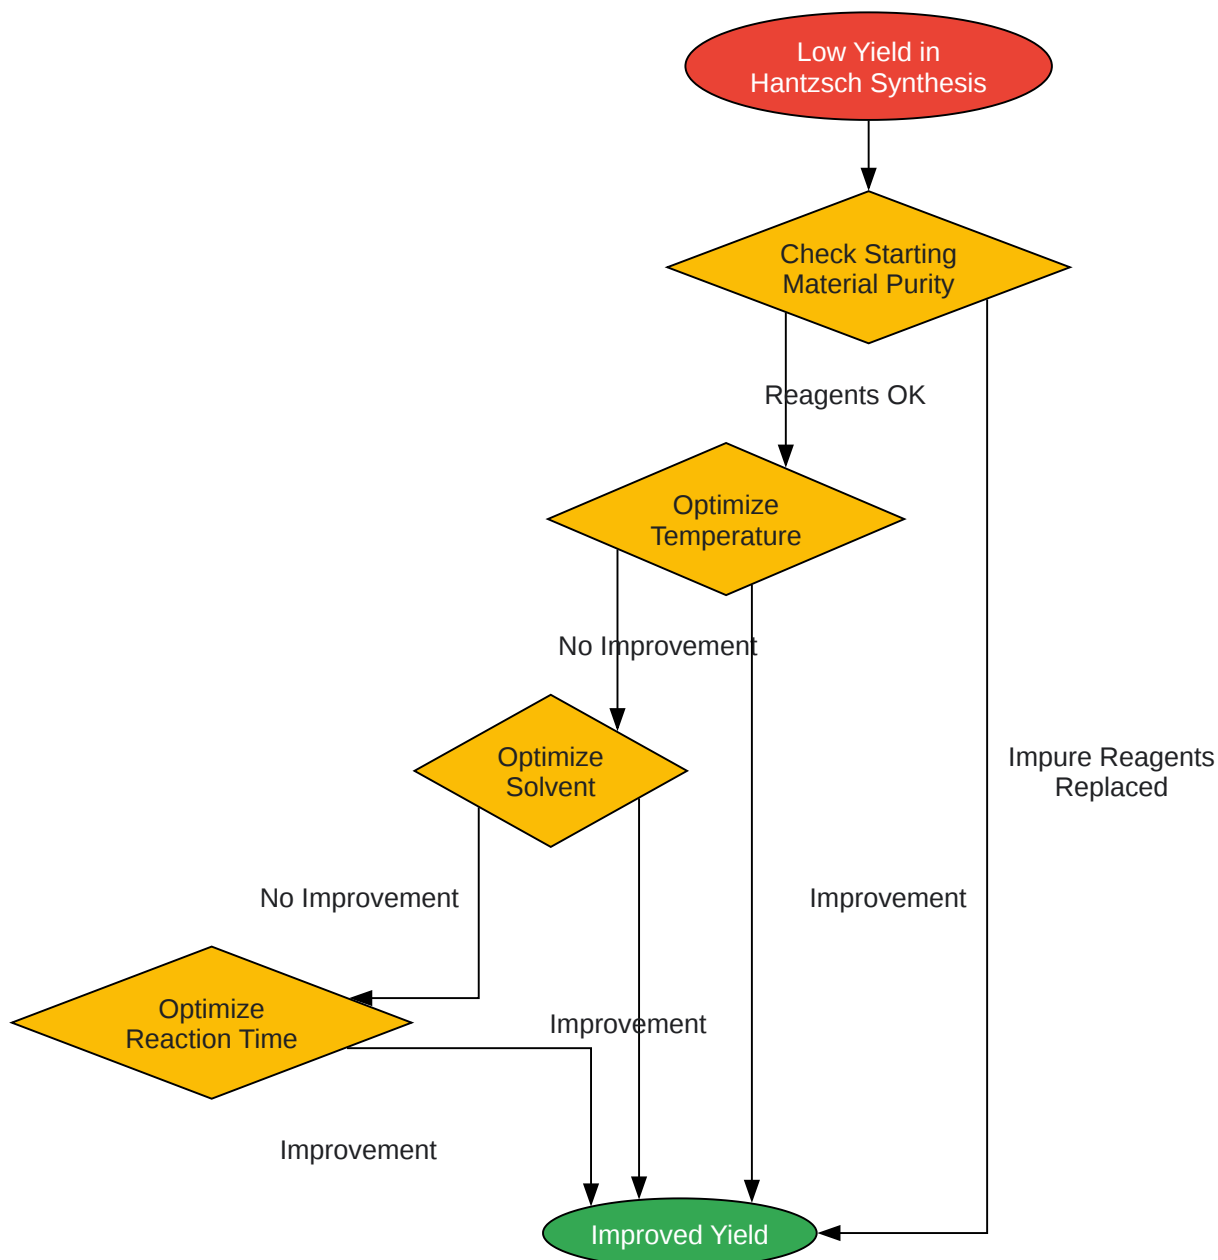 Low Yield in
Hantzsch Synthesis
Check Starting
Material Purity
Reagents OK
Optimize
Temperature
No Improvement
Optimize
Solvent
Impure Reagents
Replaced
No Improvement
Improvement
Optimize
Reaction Time
Improvement
Improvement
Improved Yield